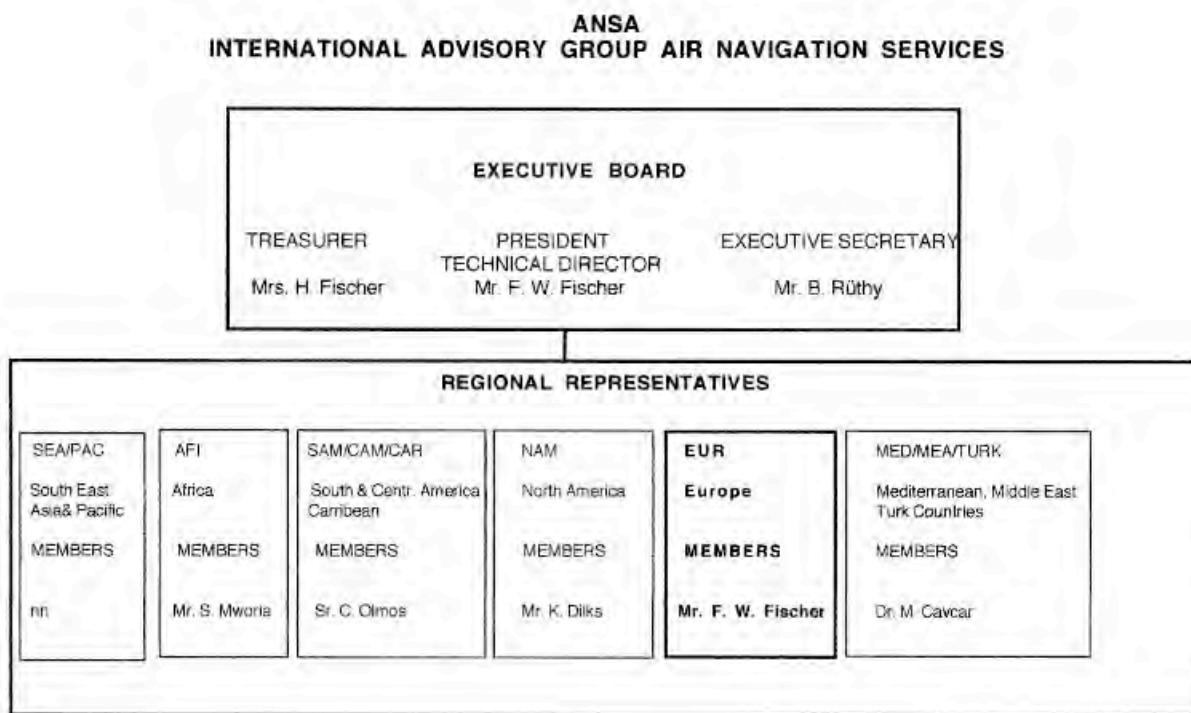 ANSA
INTERNATIONAL ADVISORY GROUP AIR NAVIGATION SERVICES
EXECUTIVE BOARD
TREASURER
Mrs. H. Fischer
PRESIDENT
TECHNICAL DIRECTOR
Mr. F. W. Fischer
EXECUTIVE SECRETARY
Mr. B. Rüthy
REGIONAL REPRESENTATIVES
SEA/PAC
South East
Asia& Pacific
MEMBERS
nn
AFI
Africa
MEMBERS
Mr. S. Mworia
SAM/CAM/CAR
South & Centr. America
Carribean
MEMBERS
Sr. C. Olmos
NAM
North America
MEMBERS
Mr. K. Dilks
EUR
Europe
MEMBERS
Mr. F. W. Fischer
MED/MEA/TURK
Mediterranean, Middle East
Turk Countries
MEMBERS
Dr. M. Cavcar